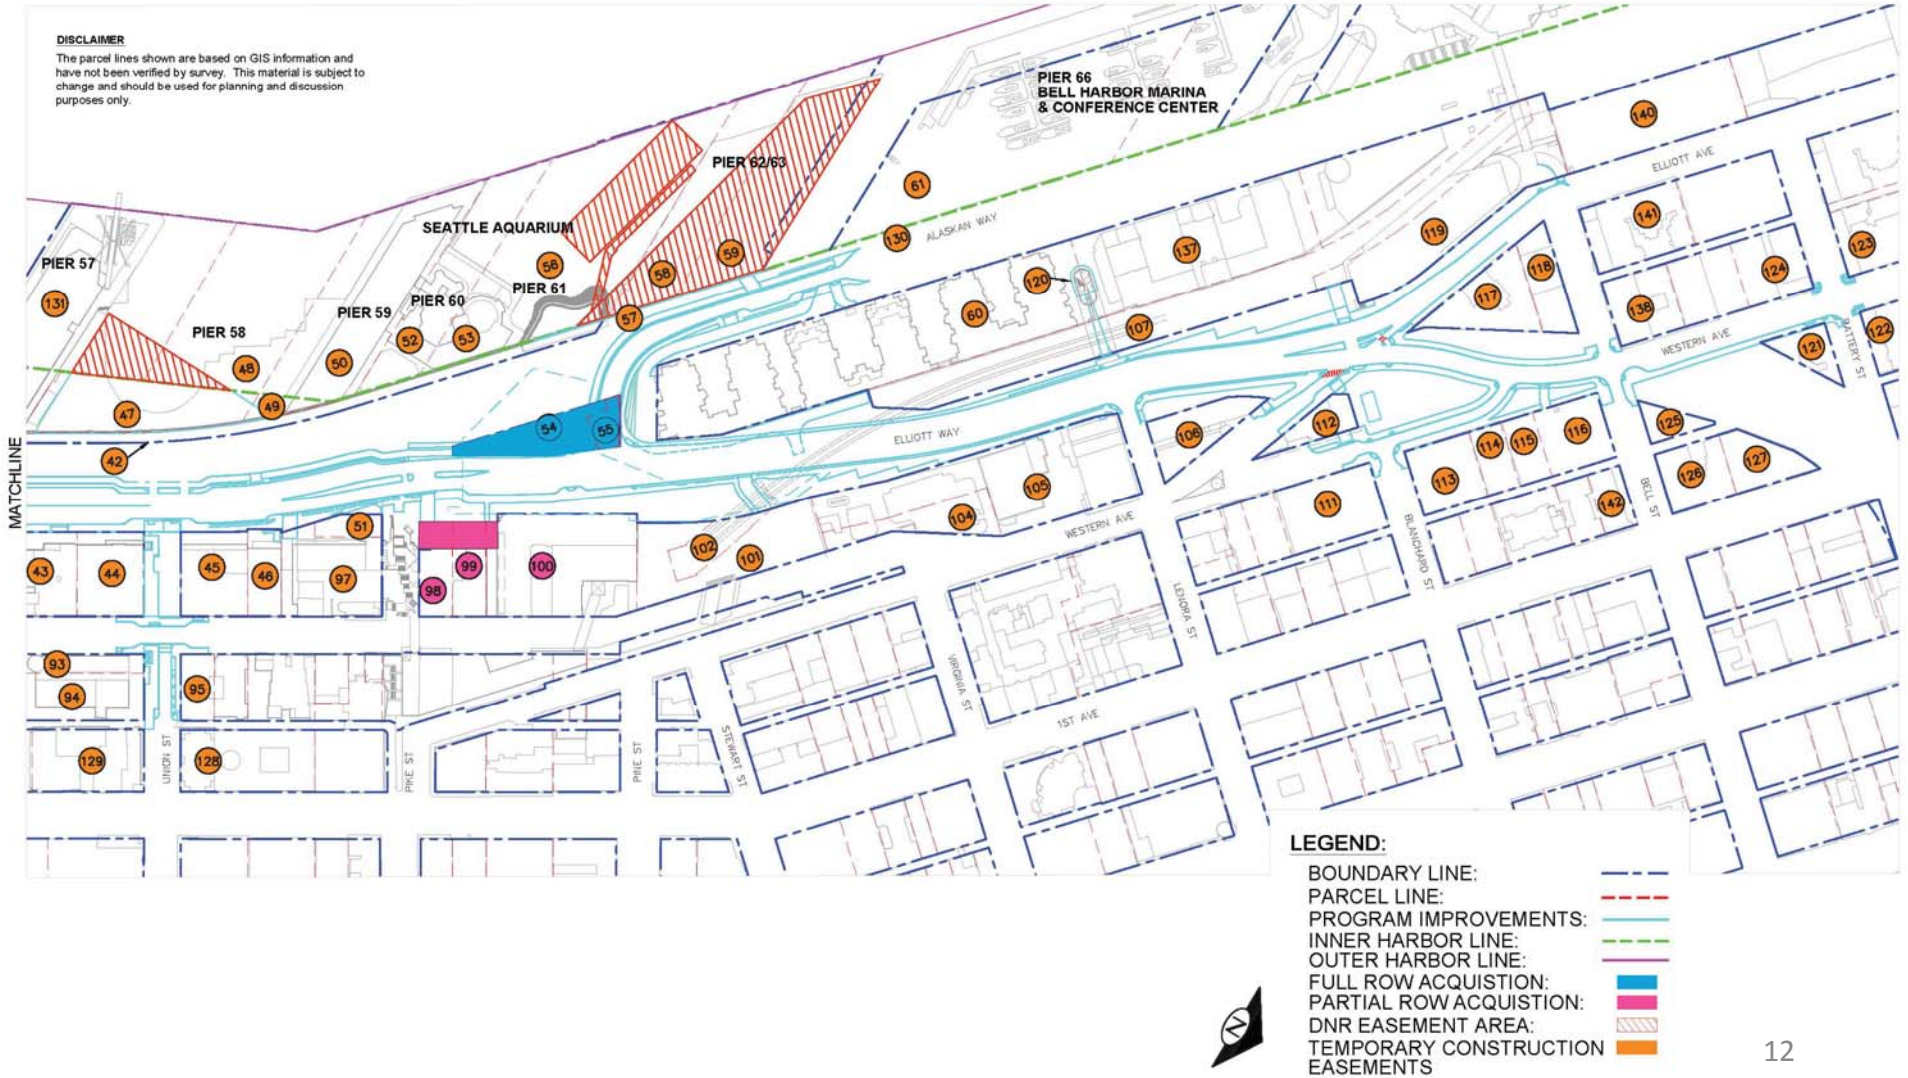 DISCLAIMER
The parcel lines shown are based on GIS information and
have not been verified by survey. This material is subject to
change and should be used for planning and discussion
purposes only.
PIER 66
BELL HARBOR MARINA
& CONFERENCE CENTER
140
PIER 62/63
ELLIOTT AVE
61
141
SEATTLE AQUARIUM
130
ALASKAN WAY
119
123
59
137
PIER 57
56
58
118
124
120
PIER 61
117
131
PIER 60
PIER 59
57
60
138
PIER 58
52
53
107
122
WESTERN AVE
121
BATTERY ST
48
50
49
47
54
55
ELLIOTT WAY
106
112
125
116
115
114
42
MATCHLINE
126
127
113
105
111
142
BELL ST
104
WESTERN AVE
51
102
101
BLANCHARD ST
43
44
45
46
97
99
100
98
LENORA ST
93
94
95
VIRGINIA ST
1ST AVE
129
UNION ST
128
PIKE ST
PINE ST
STEWART ST
LEGEND:
BOUNDARY LINE:
PARCEL LINE:
PROGRAM IMPROVEMENTS:
INNER HARBOR LINE:
OUTER HARBOR LINE:
FULL ROW ACQUISTION:
PARTIAL ROW ACQUISTION:
DNR EASEMENT AREA:
TEMPORARY CONSTRUCTION
EASEMENTS
N
12